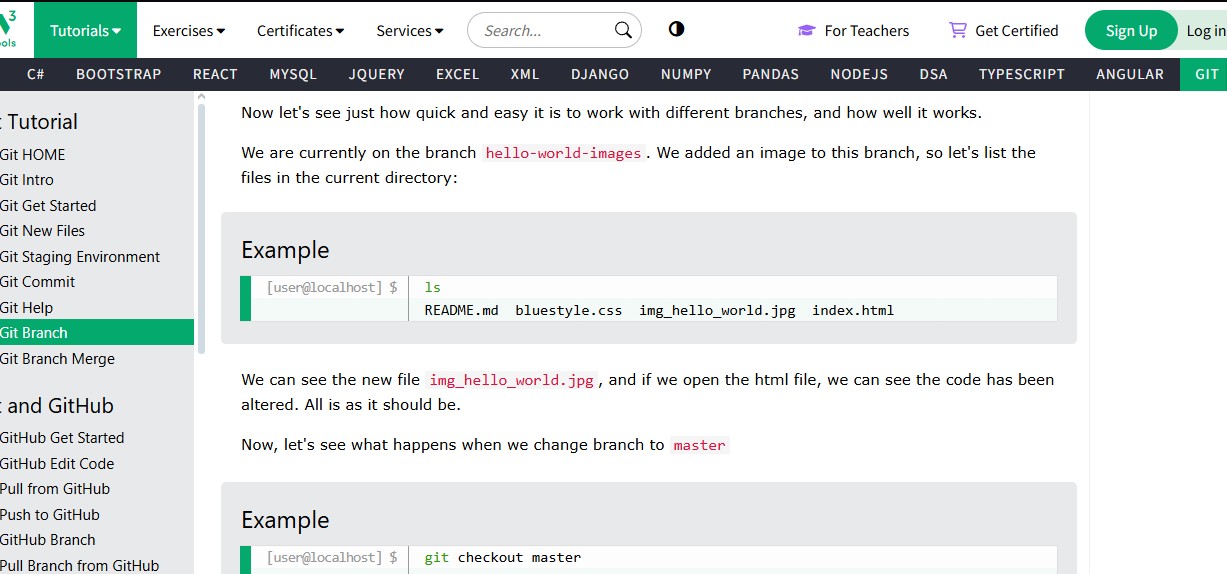 3
ools
Tutorials
Exercises
Certificates
Services
Search...
For Teachers
Get Certified
Sign Up
Log in
C#
BOOTSTRAP
REACT
MYSQL
JQUERY
EXCEL
XML
DJANGO
NUMPY
PANDAS
NODEJS
DSA
TYPESCRIPT
ANGULAR
GIT
t Tutorial
Git HOME
Git Intro
Git Get Started
Git New Files
Git Staging Environment
Git Commit
Git Help
Git Branch
Git Branch Merge
t and GitHub
GitHub Get Started
GitHub Edit Code
Pull from GitHub
Push to GitHub
GitHub Branch
Pull Branch from GitHub
Now let's see just how quick and easy it is to work with different branches, and how well it works.
We are currently on the branch hello-world-images. We added an image to this branch, so let's list the
files in the current directory:
Example
[user@localhost] $ ls
README.md bluestyle.css img_hello_world.jpg index.html
We can see the new file img_hello_world.jpg, and if we open the html file, we can see the code has been
altered. All is as it should be.
Now, let's see what happens when we change branch to master
Example
[user@localhost] $ git checkout master